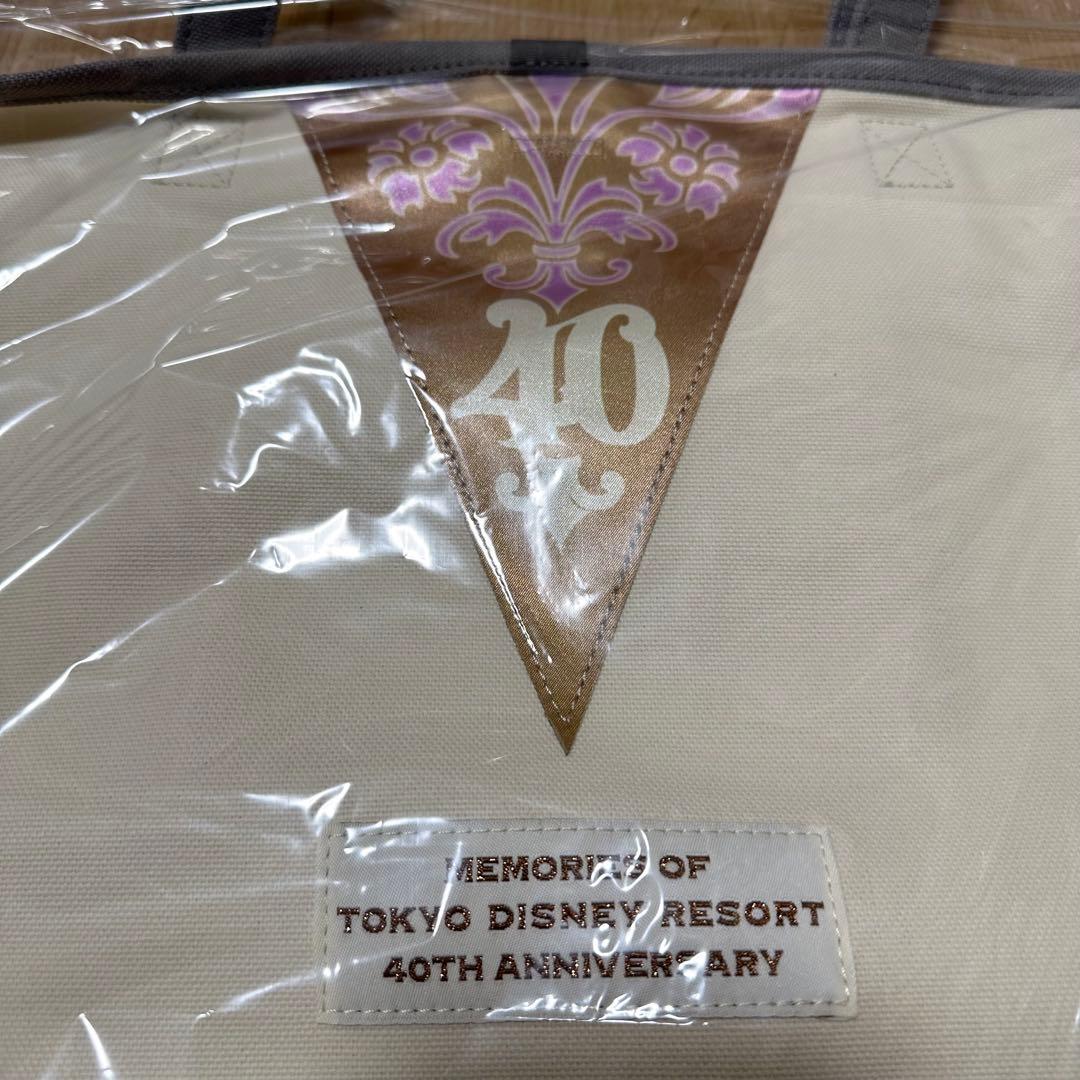 40
MEMORIES OF
TOKYO DISNEY RESORT
40TH ANNIVERSARY